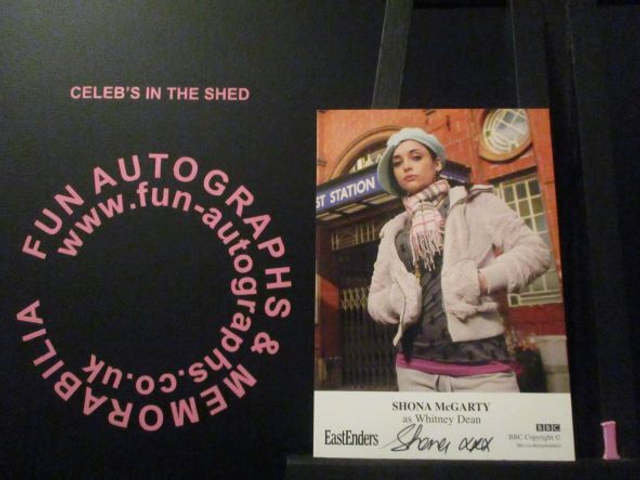 CELEB'S IN THE SHED
FUN AUTOGRAPHS & MEMORABILIA
www.fun-autographs.co.uk
ST STATION
SHONA McGARTY
as Whitney Dean
EastEnders
Shona xxx
BBC
BBC Copyright ©